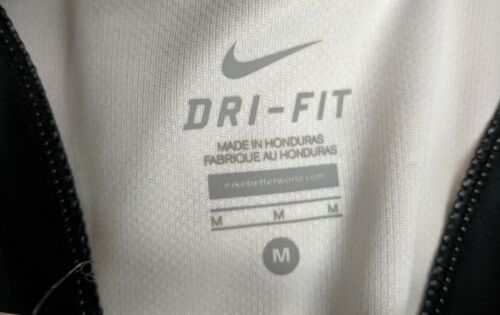 DRI-FIT
MADE IN HONDURAS
FABRIQUE AU HONDURAS
nikebetterworld.com
M M M
M